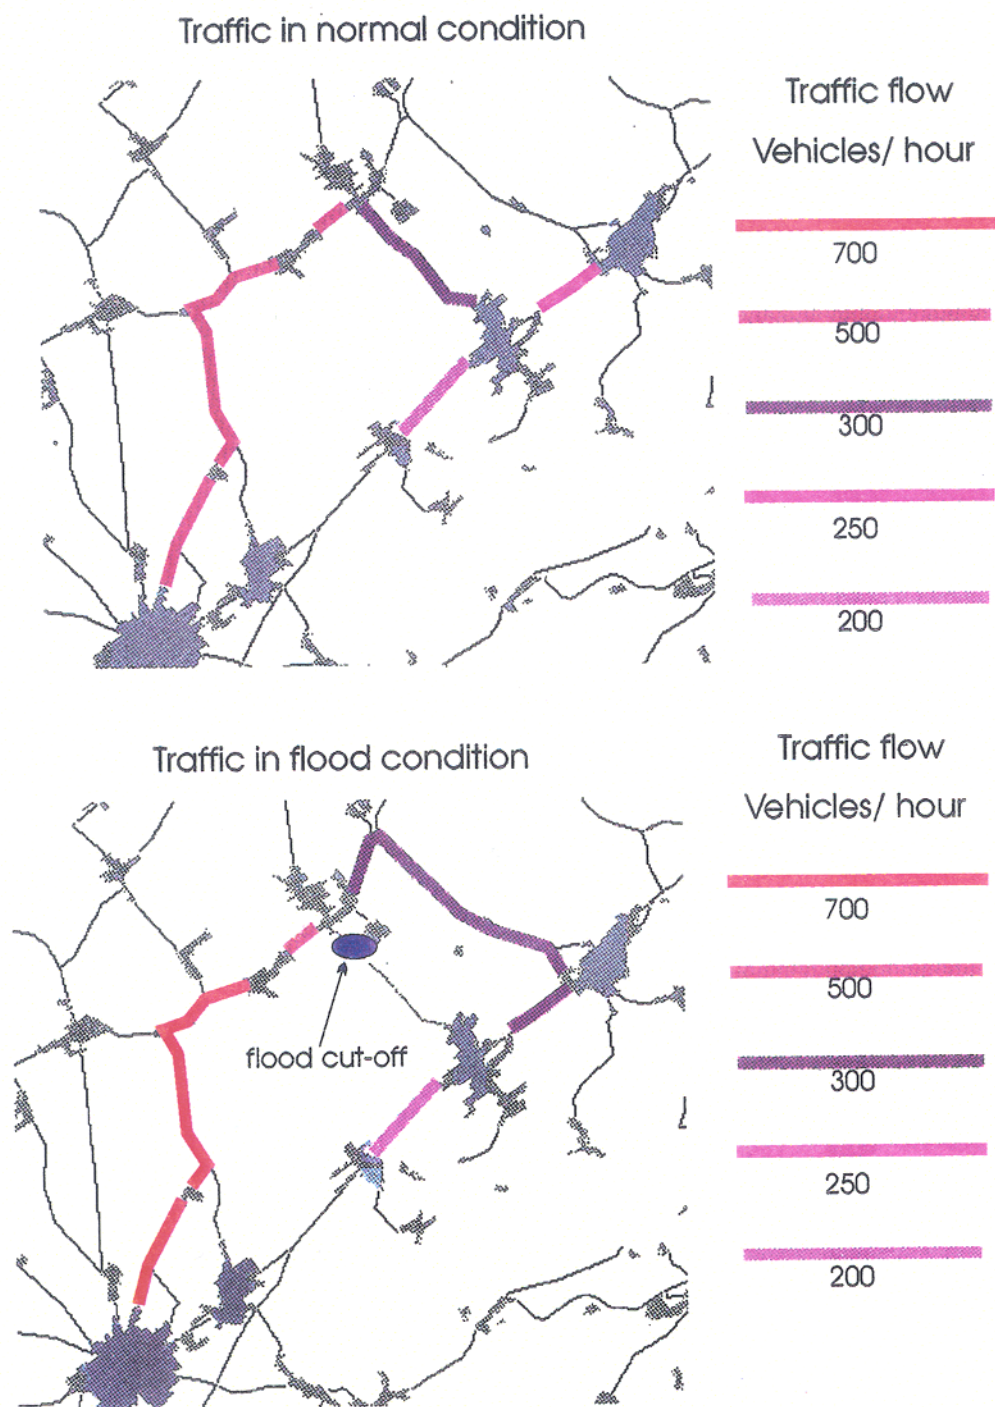 Traffic in normal condition
Traffic flow
Vehicles/ hour
700
500
300
250
200
Traffic in flood condition
Traffic flow
Vehicles/ hour
700
500
300
250
200
flood cut-off